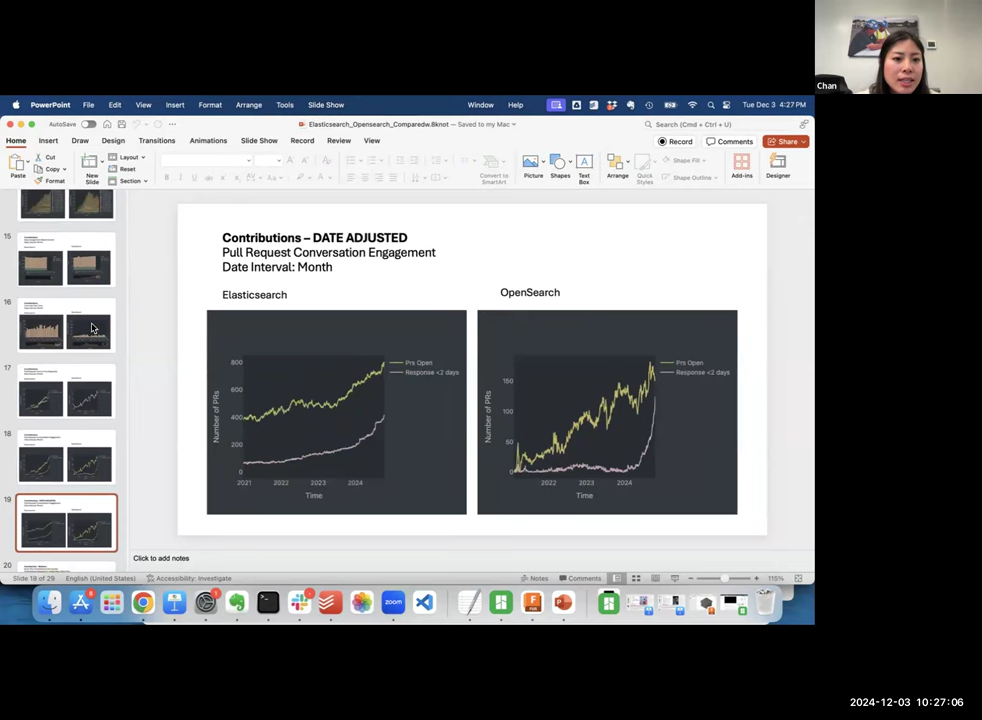 Chan
PowerPoint File Edit View Insert Format Arrange Tools Slide Show Window Help Tue Dec 3 4:27 PM
AutoSave Elasticsearch_Opensearch_Comparedw.8knot — Saved to my Mac Search (Cmd + Ctrl + U)
Home Insert Draw Design Transitions Animations Slide Show Review Record View Record Comments Share
Paste Cut Copy Format New Slide Layout Reset Section Convert to SmartArt Picture Shapes Text Box Arrange Quick Styles Shape Fill Shape Outline Add-ins Designer
15
16
17
18
19
20
Contributions – DATE ADJUSTED
Pull Request Conversation Engagement
Date Interval: Month
Elasticsearch
OpenSearch
Number of PRs
800
600
400
200
0
2021 2022 2023 2024
Time
Prs Open
Response <2 days
Number of PRs
150
100
50
0
2022 2023 2024
Time
Prs Open
Response <2 days
Click to add notes
Slide 19 of 29 English (United States) Accessibility: Investigate Notes Comments 115%
zoom
2024-12-03 10:27:06